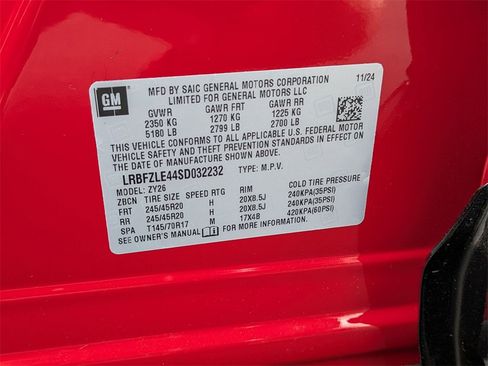 GM
MFD BY SAIC GENERAL MOTORS CORPORATION 11/24
LIMITED FOR GENERAL MOTORS LLC
GVWR GAWR FRT GAWR RR
2350 KG 1270 KG 1225 KG
5180 LB 2799 LB 2700 LB
THIS VEHICLE CONFORMS TO ALL APPLICABLE U.S. FEDERAL MOTOR
VEHICLE SAFETY AND THEFT PREVENTION STANDARDS IN EFFECT ON
THE DATE OF MANUFACTURE SHOWN ABOVE.
LRBFZLE44SD032232 TYPE: M.P.V.
MODEL: ZY26
ZBCN TIRE SIZE SPEED RTG RIM COLD TIRE PRESSURE
FRT 245/45R20 H 20X8.5J 240KPA(35PSI)
RR 245/45R20 H 20X8.5J 240KPA(35PSI)
SPA T145/70R17 M 17X4B 420KPA(60PSI)
SEE OWNER'S MANUAL FOR MORE INFORMATION.